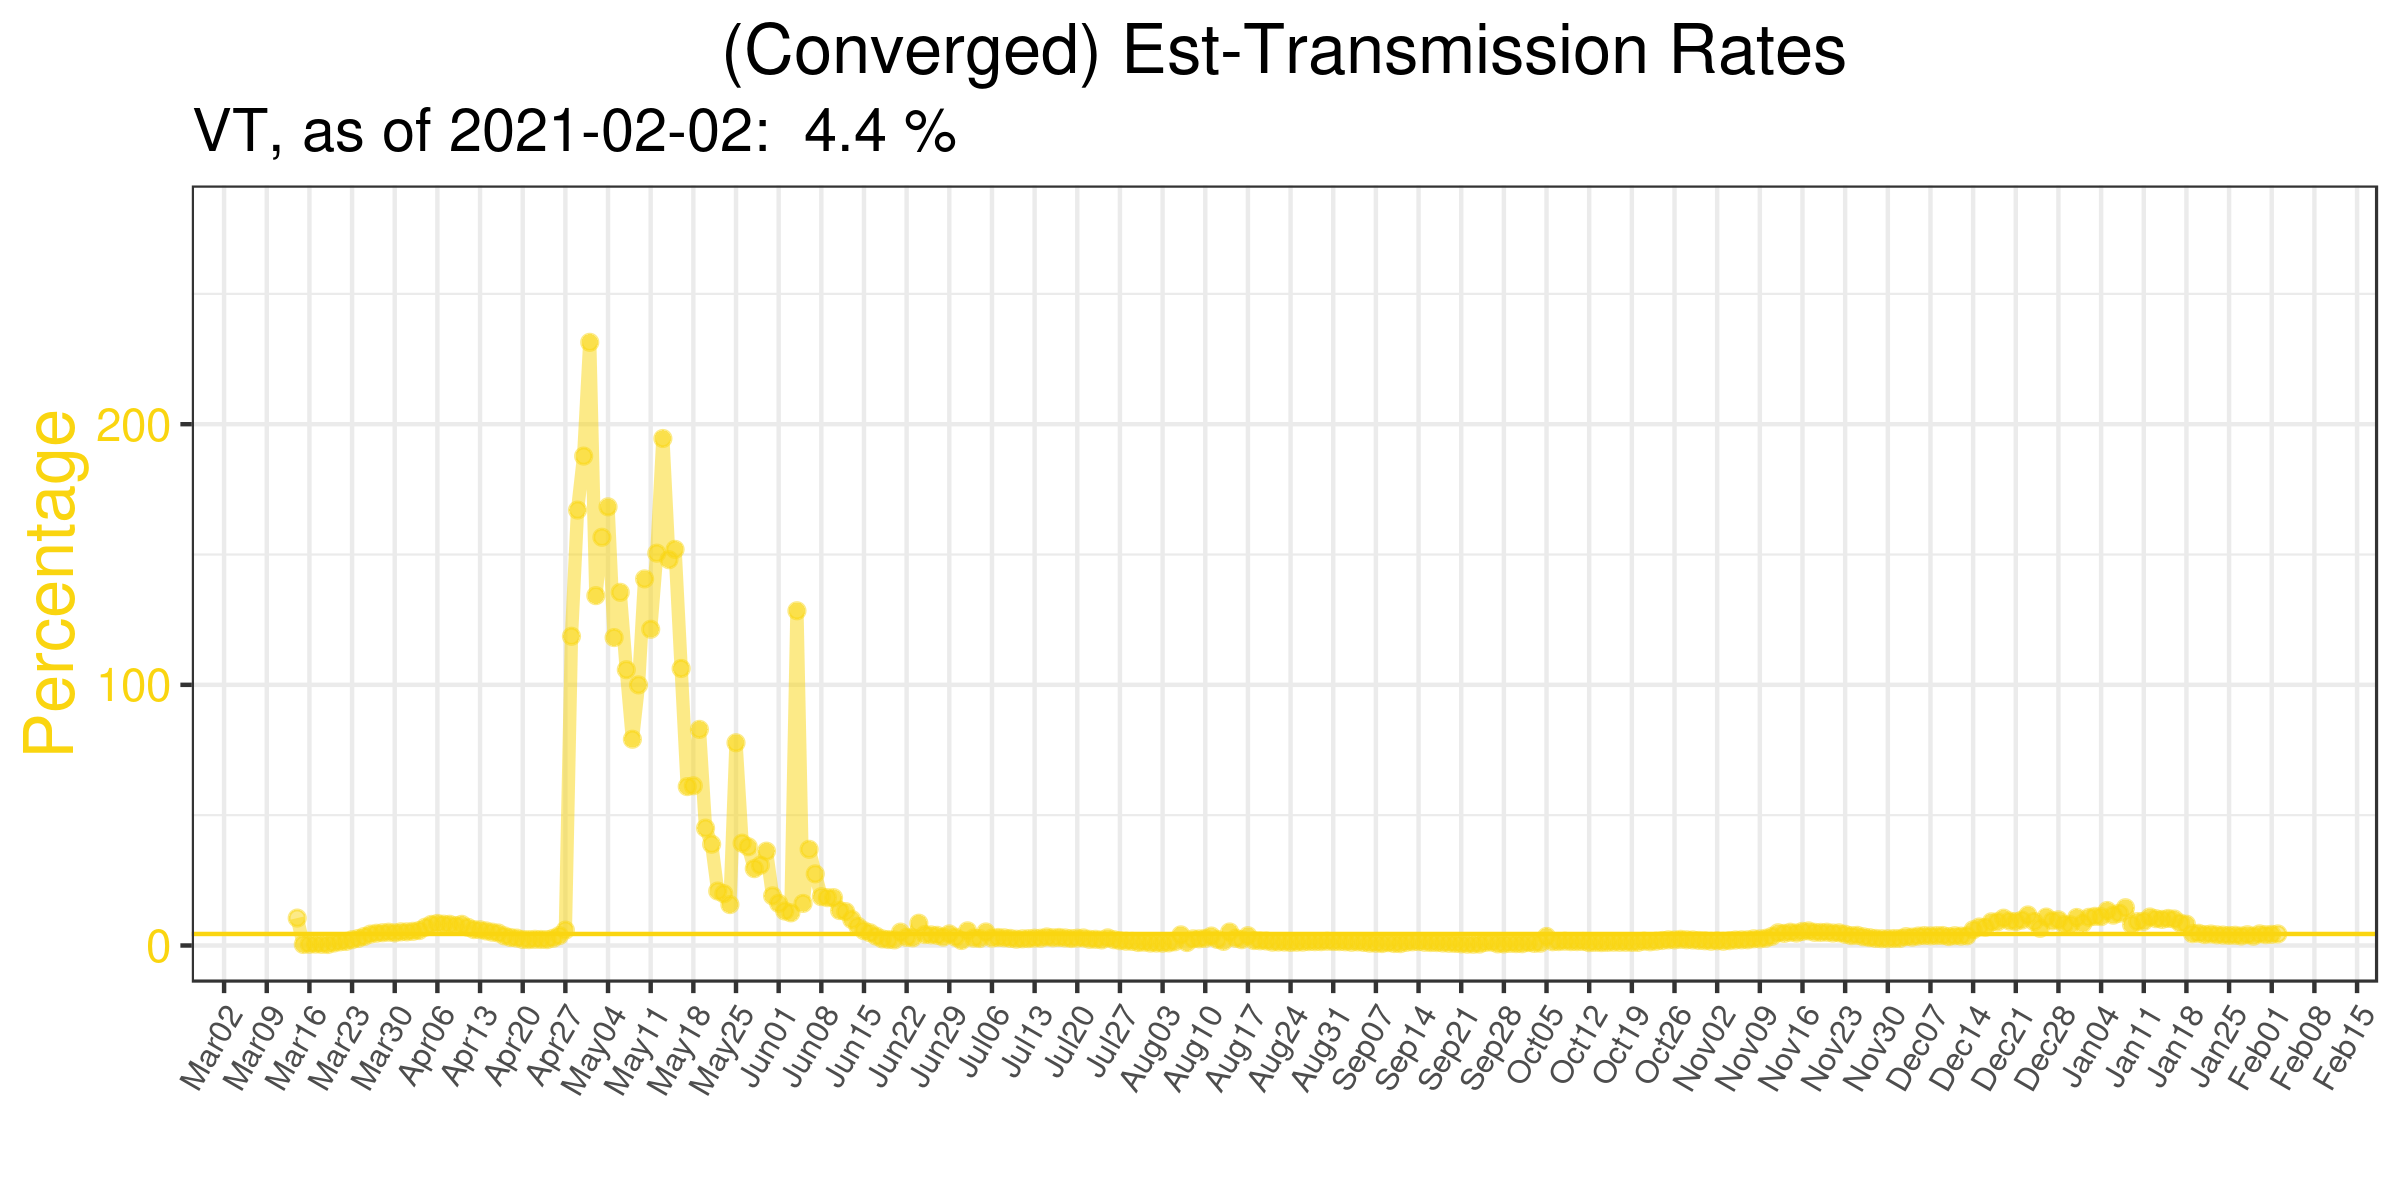 (Converged) Est-Transmission Rates
VT, as of 2021-02-02:  4.4 %
Percentage
200
100
0
Mar02
Mar09
Mar16
Mar23
Mar30
Apr06
Apr13
Apr20
Apr27
May04
May11
May18
May25
Jun01
Jun08
Jun15
Jun22
Jun29
Jul06
Jul13
Jul20
Jul27
Aug03
Aug10
Aug17
Aug24
Aug31
Sep07
Sep14
Sep21
Sep28
Oct05
Oct12
Oct19
Oct26
Nov02
Nov09
Nov16
Nov23
Nov30
Dec07
Dec14
Dec21
Dec28
Jan04
Jan11
Jan18
Jan25
Feb01
Feb08
Feb15